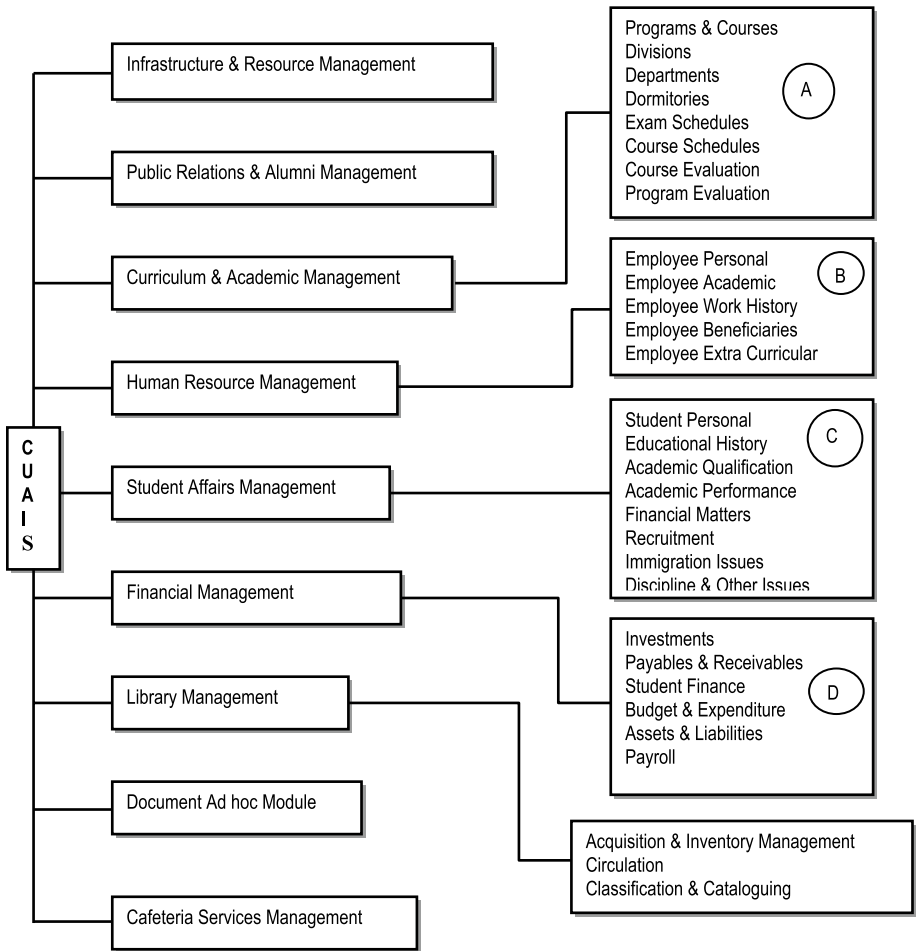 Infrastructure & Resource Management
Public Relations & Alumni Management
Curriculum & Academic Management
Human Resource Management
C
U
A
I
S
Student Affairs Management
Financial Management
Library Management
Document Ad hoc Module
Cafeteria Services Management
Programs & Courses
Divisions
Departments
Dormitories
Exam Schedules
Course Schedules
Course Evaluation
Program Evaluation
A
Employee Personal
Employee Academic
Employee Work History
Employee Beneficiaries
Employee Extra Curricular
B
Student Personal
Educational History
Academic Qualification
Academic Performance
Financial Matters
Recruitment
Immigration Issues
Discipline & Other Issues
C
Investments
Payables & Receivables
Student Finance
Budget & Expenditure
Assets & Liabilities
Payroll
D
Acquisition & Inventory Management
Circulation
Classification & Cataloguing